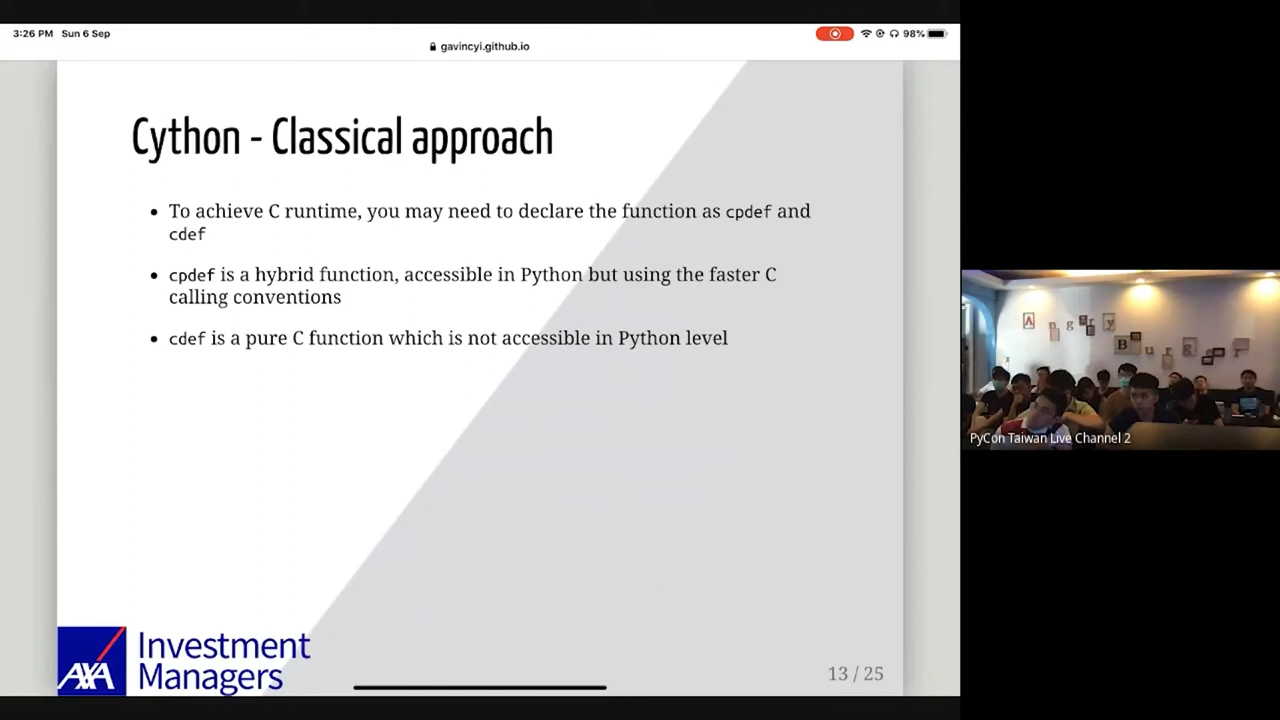 3:26 PM Sun 6 Sep
gavincyi.github.io
98%
Cython - Classical approach
• To achieve C runtime, you may need to declare the function as cpdef and
cdef
• cpdef is a hybrid function, accessible in Python but using the faster C
calling conventions
• cdef is a pure C function which is not accessible in Python level
AXA
Investment
Managers
13 / 25
A n g r y
B u r g
PyCon Taiwan Live Channel 2